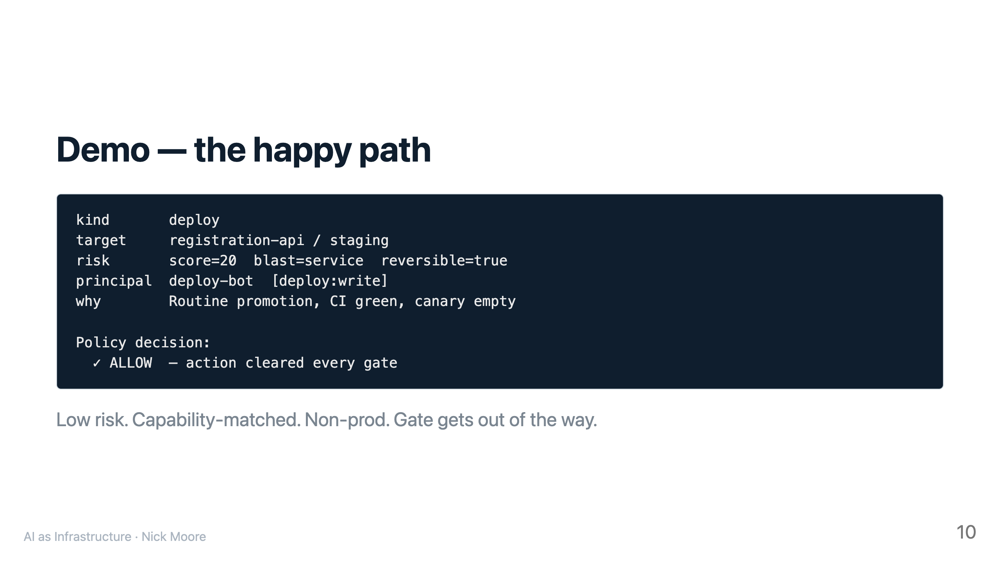 Demo — the happy path
kind       deploy
target     registration-api / staging
risk       score=20  blast=service  reversible=true
principal  deploy-bot  [deploy:write]
why        Routine promotion, CI green, canary empty
Policy decision:
  ✓ ALLOW  — action cleared every gate
Low risk. Capability-matched. Non-prod. Gate gets out of the way.
AI as Infrastructure · Nick Moore
10